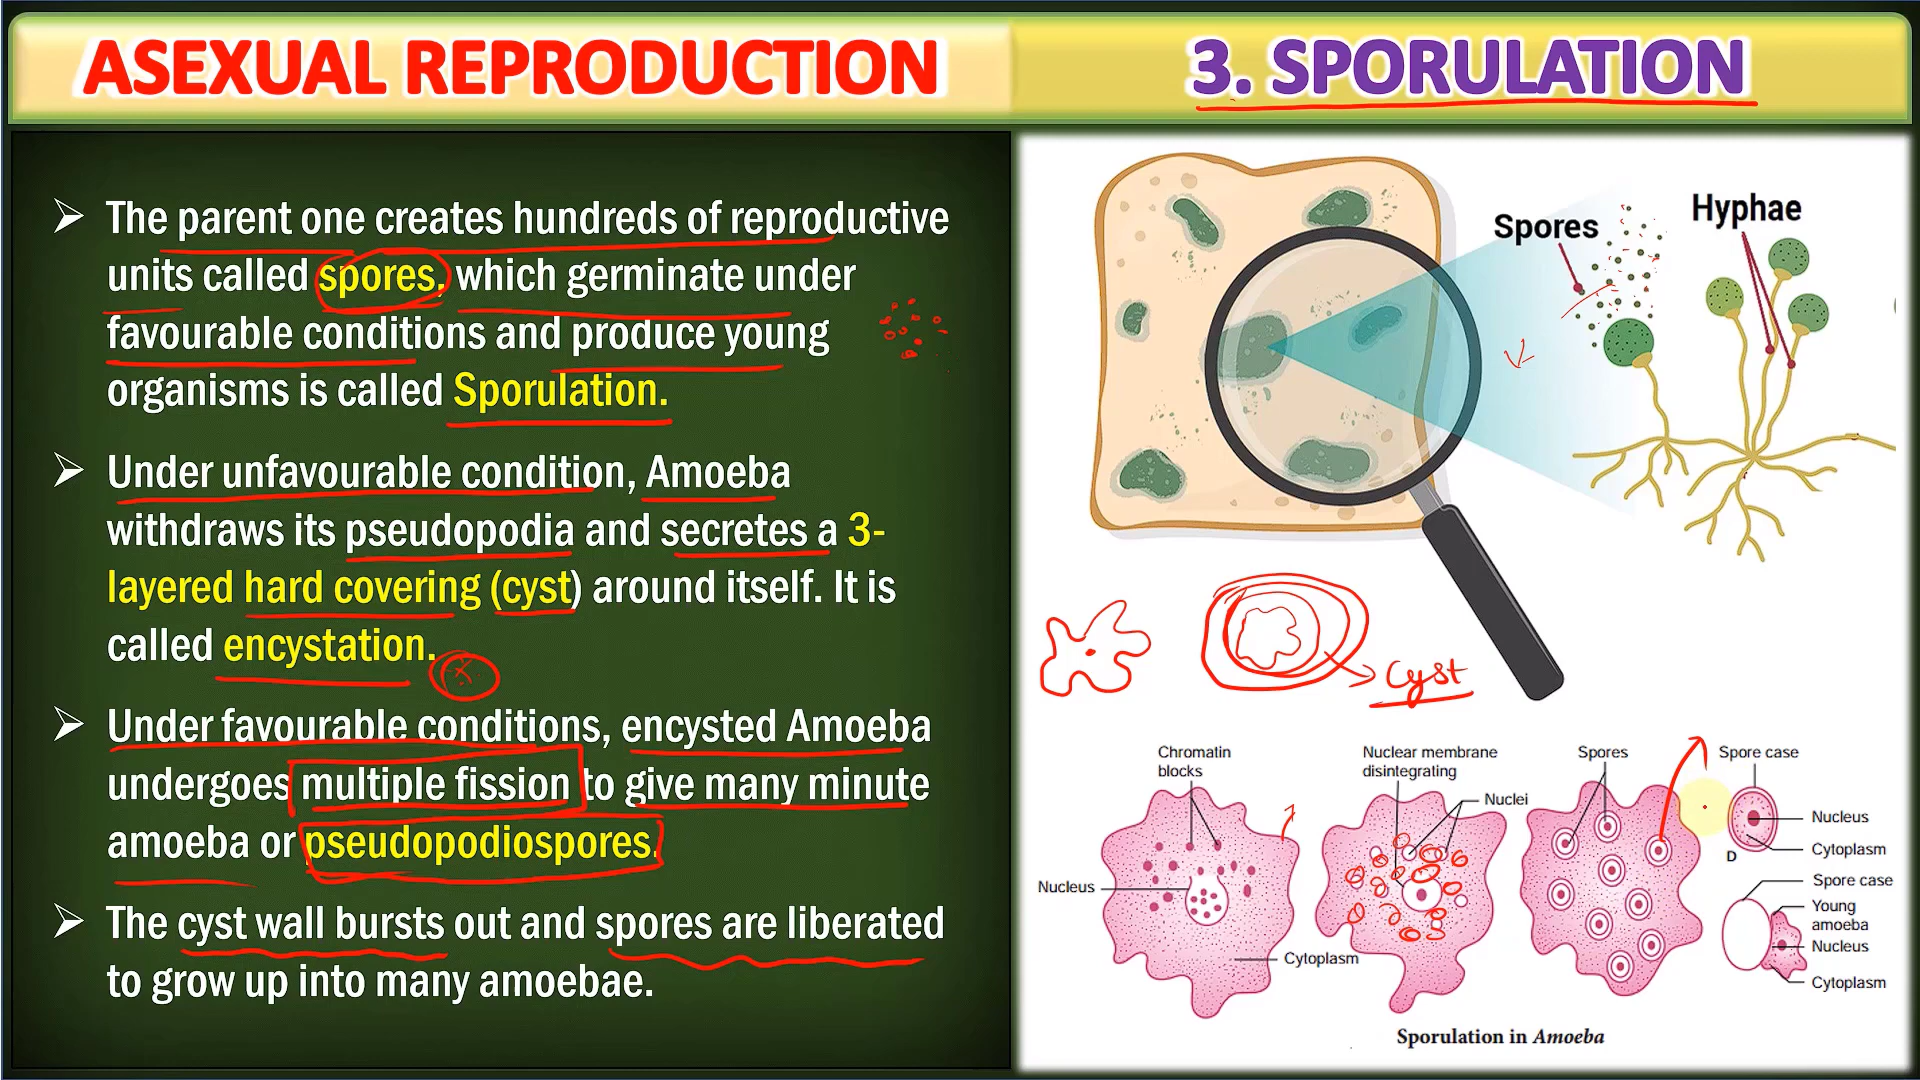 ASEXUAL REPRODUCTION
3. SPORULATION
The parent one creates hundreds of reproductive
units called spores, which germinate under
favourable conditions and produce young
organisms is called Sporulation.
Under unfavourable condition, Amoeba
withdraws its pseudopodia and secretes a 3-
layered hard covering (cyst) around itself. It is
called encystation.
Under favourable conditions, encysted Amoeba
undergoes multiple fission to give many minute
amoeba or pseudopodiospores.
The cyst wall bursts out and spores are liberated
to grow up into many amoebae.
Spores
Hyphae
Cyst
Chromatin
blocks
Nucleus
Cytoplasm
Nuclear membrane
disintegrating
Nuclei
Spores
Spore case
Nucleus
Cytoplasm
D
Spore case
Young
amoeba
Nucleus
Cytoplasm
Sporulation in Amoeba